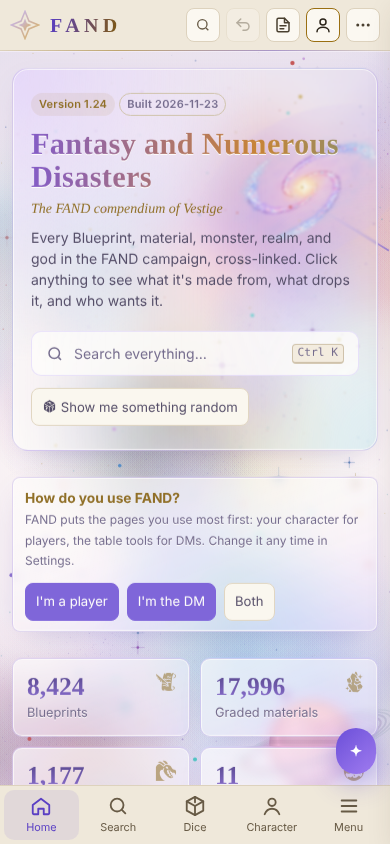 FAND
Version 1.24
Built 2026-11-23
Fantasy and Numerous
Disasters
The FAND compendium of Vestige
Every Blueprint, material, monster, realm, and
god in the FAND campaign, cross-linked. Click
anything to see what it's made from, what drops
it, and who wants it.
Search everything...
Ctrl K
Show me something random
How do you use FAND?
FAND puts the pages you use most first: your character for
players, the table tools for DMs. Change it any time in
Settings.
I'm a player
I'm the DM
Both
8,424
Blueprints
17,996
Graded materials
1,177
11
Home
Search
Dice
Character
Menu